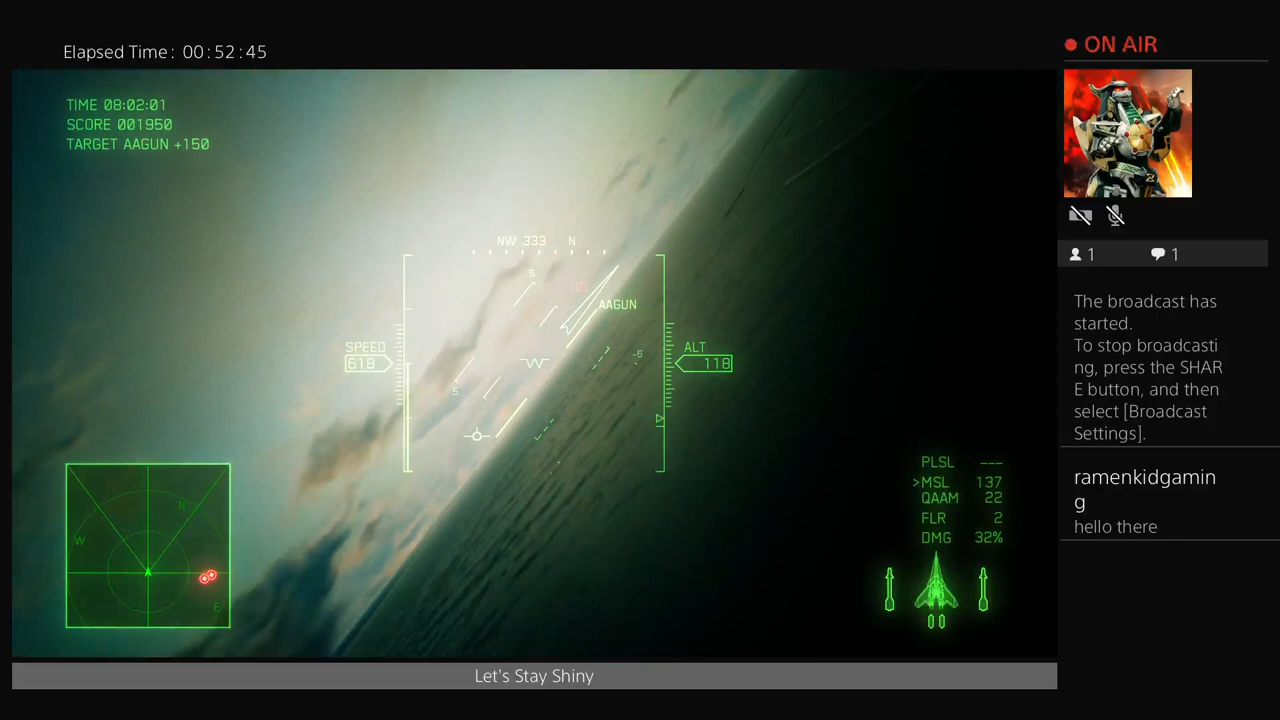 Elapsed Time: 00:52:45
ON AIR
TIME 08:02:01
SCORE 001950
TARGET AAGUN +150
1
1
NW 333 N
5
AAGUN
SPEED
618
ALT
118
-5
5
The broadcast has
started.
To stop broadcasti
ng, press the SHAR
E button, and then
select [Broadcast
Settings].
PLSL ---
>MSL 137
QAAM 22
FLR 2
DMG 32%
ramenkidgamin
g
hello there
N
W
E
Let's Stay Shiny